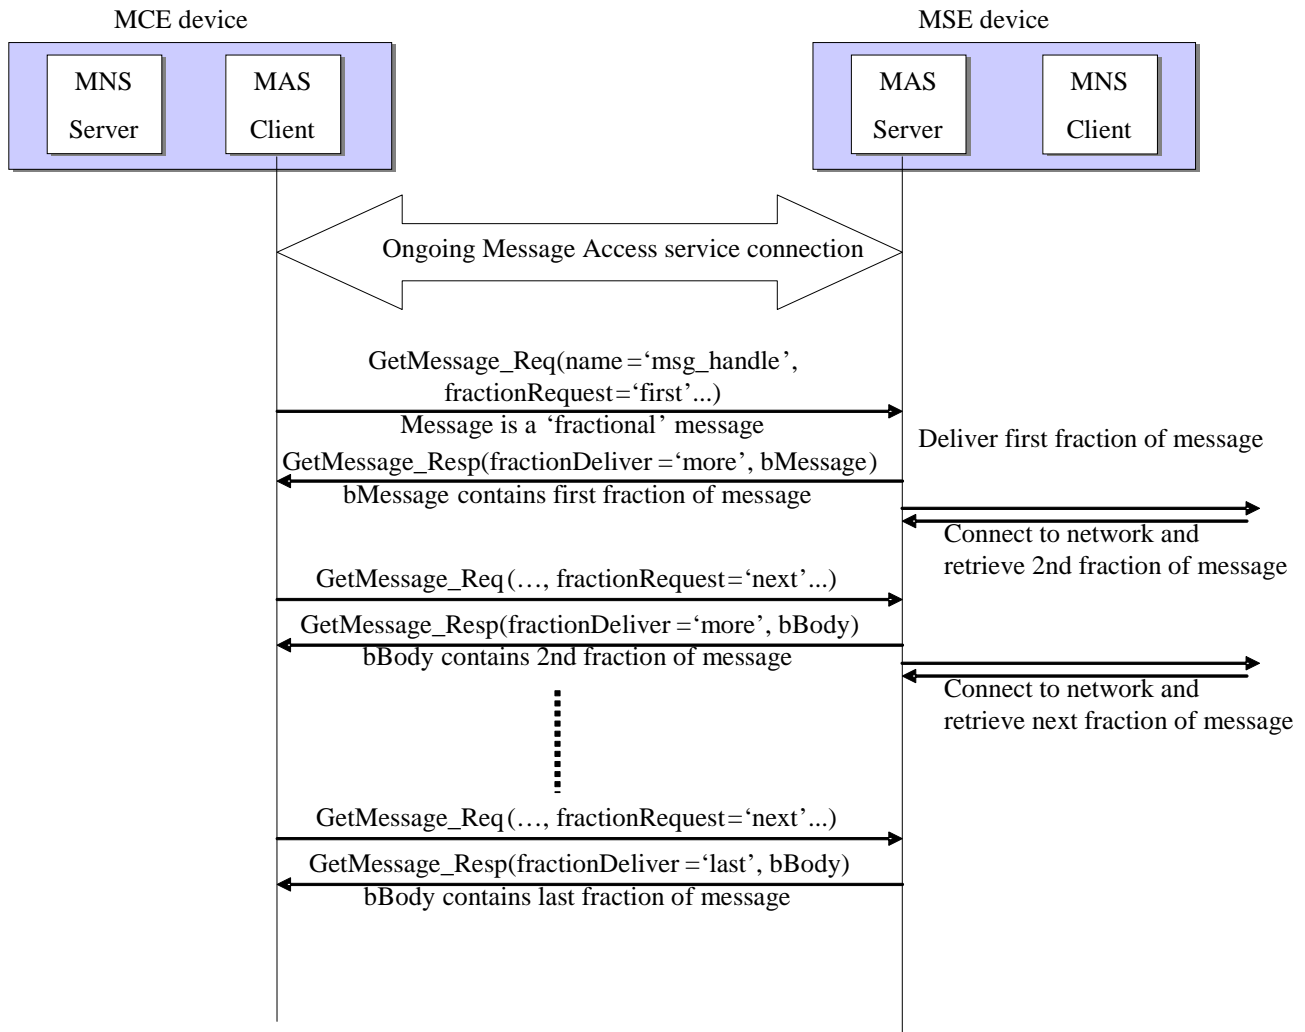 MCE device
MSE device
MNS
Server
MAS
Client
MAS
Server
MNS
Client
Ongoing Message Access service connection
GetMessage_Req(name=‘msg_handle’,
fractionRequest=‘first’...)
Message is a ‘fractional’ message
Deliver first fraction of message
GetMessage_Resp(fractionDeliver=‘more’, bMessage)
bMessage contains first fraction of message
Connect to network and
retrieve 2nd fraction of message
GetMessage_Req(…, fractionRequest=‘next’...)
GetMessage_Resp(fractionDeliver=‘more’, bBody)
bBody contains 2nd fraction of message
Connect to network and
retrieve next fraction of message
GetMessage_Req(…, fractionRequest=‘next’...)
GetMessage_Resp(fractionDeliver=‘last’, bBody)
bBody contains last fraction of message